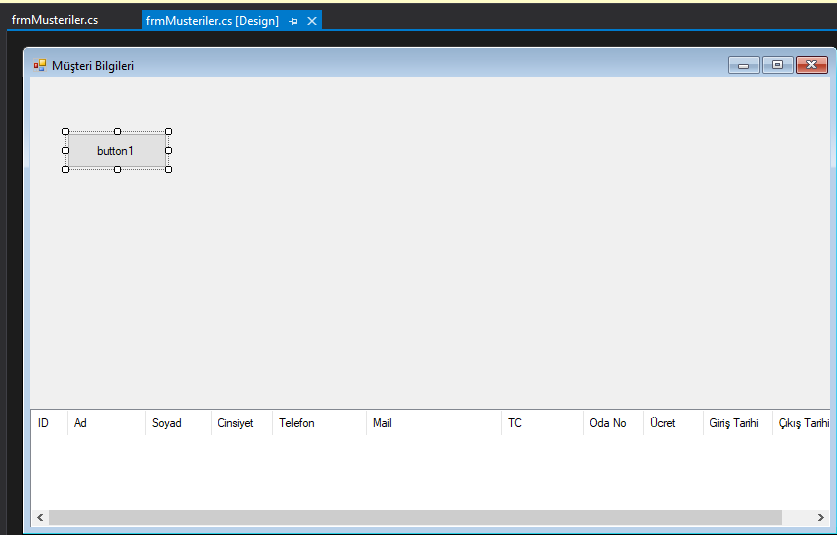 frmMusteriler.cs frmMusteriler.cs [Design]
Müşteri Bilgileri
button1
ID Ad Soyad Cinsiyet Telefon Mail TC Oda No Ücret Giriş Tarihi Çıkış Tarihi